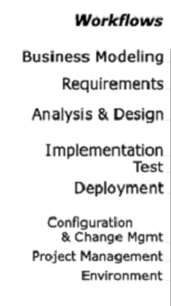 Workflows
Business Modeling
Requirements
Analysis & Design
Implementation
Test
Deployment
Configuration
& Change Mgmt
Project Management
Environment